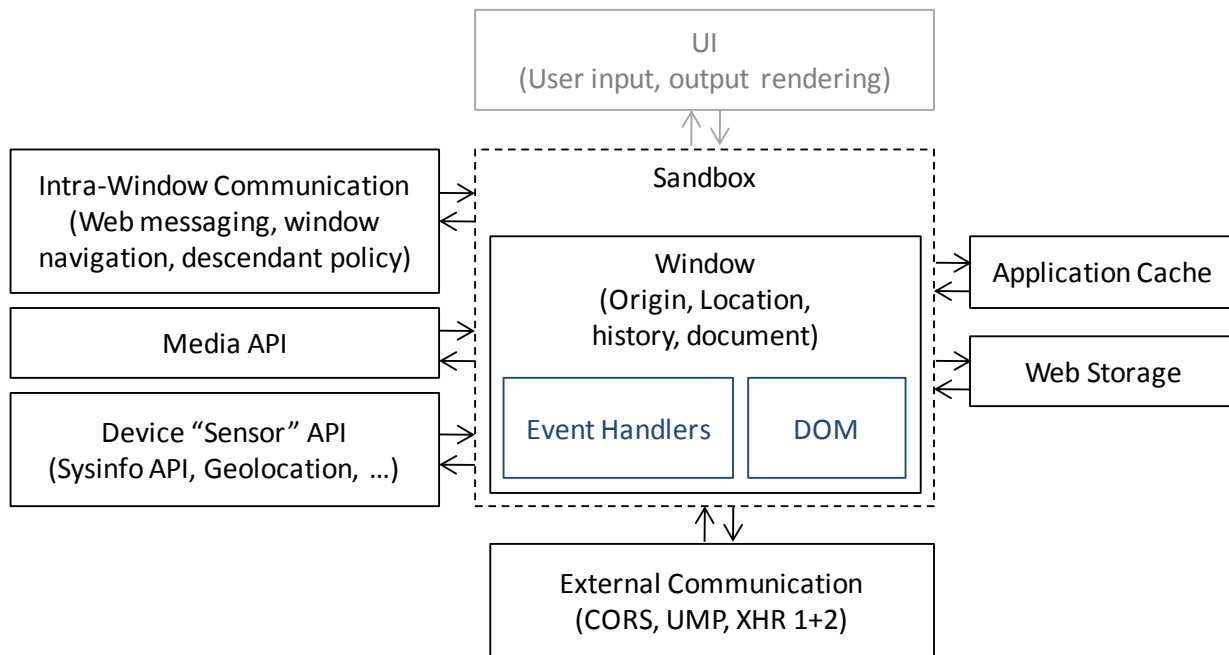 UI
(User input, output rendering)
Intra-Window Communication
(Web messaging, window
navigation, descendant policy)
Media API
Device “Sensor” API
(Sysinfo API, Geolocation, …)
Sandbox
Window
(Origin, Location,
history, document)
Event Handlers
DOM
Application Cache
Web Storage
External Communication
(CORS, UMP, XHR 1+2)